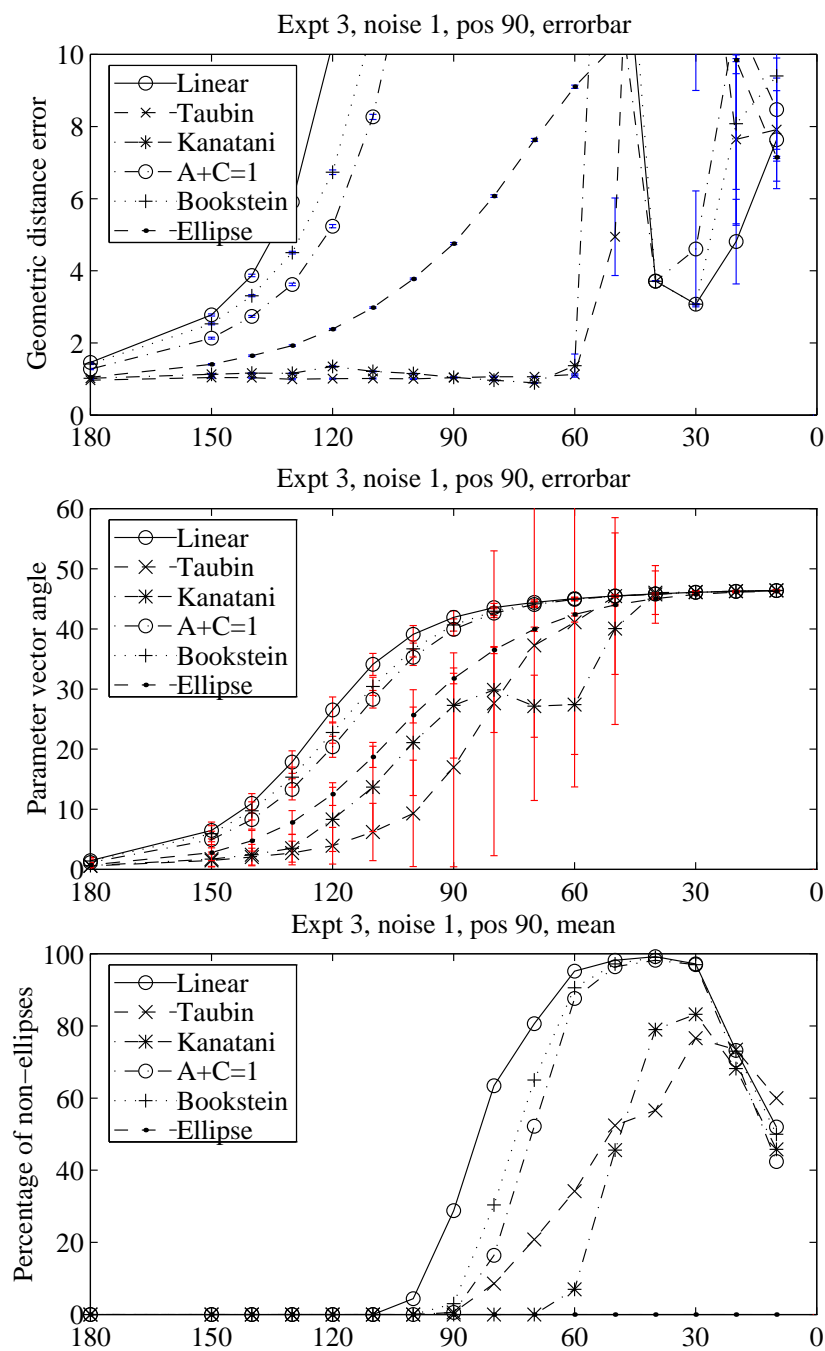 Expt 3, noise 1, pos 90, errorbar
Geometric distance error
10
8
6
4
2
0
Linear
Taubin
Kanatani
A+C=1
Bookstein
Ellipse
180 150 120 90 60 30 0
Expt 3, noise 1, pos 90, errorbar
Parameter vector angle
60
50
40
30
20
10
0
Linear
Taubin
Kanatani
A+C=1
Bookstein
Ellipse
180 150 120 90 60 30 0
Expt 3, noise 1, pos 90, mean
Percentage of non−ellipses
100
80
60
40
20
0
Linear
Taubin
Kanatani
A+C=1
Bookstein
Ellipse
180 150 120 90 60 30 0